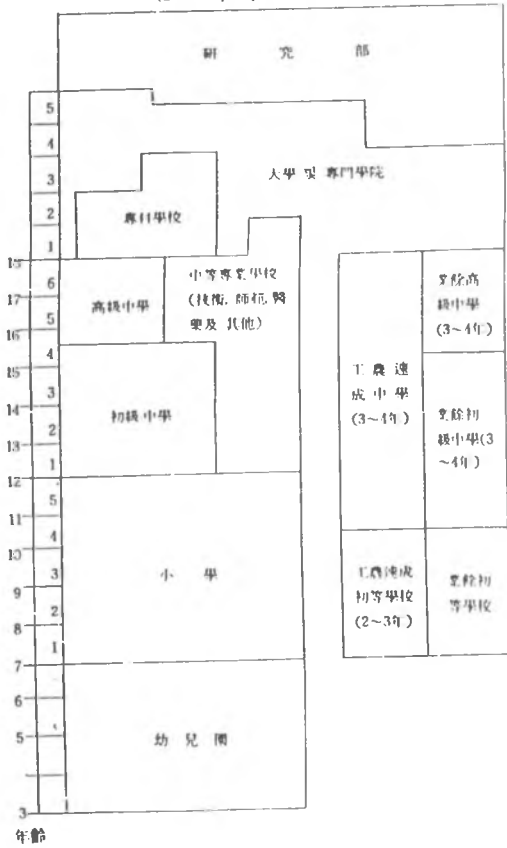 研 究 部
5
4
大學 및 專門學院
3
專科學校
2
1
18
6
中等專業學校
(技術, 師範, 醫
藥及 其他)
業餘高
級中學
(3~4年)
17
高級中學
5
16
4
15
工 農 速
成 中 學
(3~4年)
3
14
初級 中學
業餘初
級中學(3
~4年)
2
13
1
12
5
11
4
10
小 學
3
工農速成
初等學校
(2~3年)
業餘初
等學校
9
2
8
1
7
6
5
幼 兒 園
3
年齡